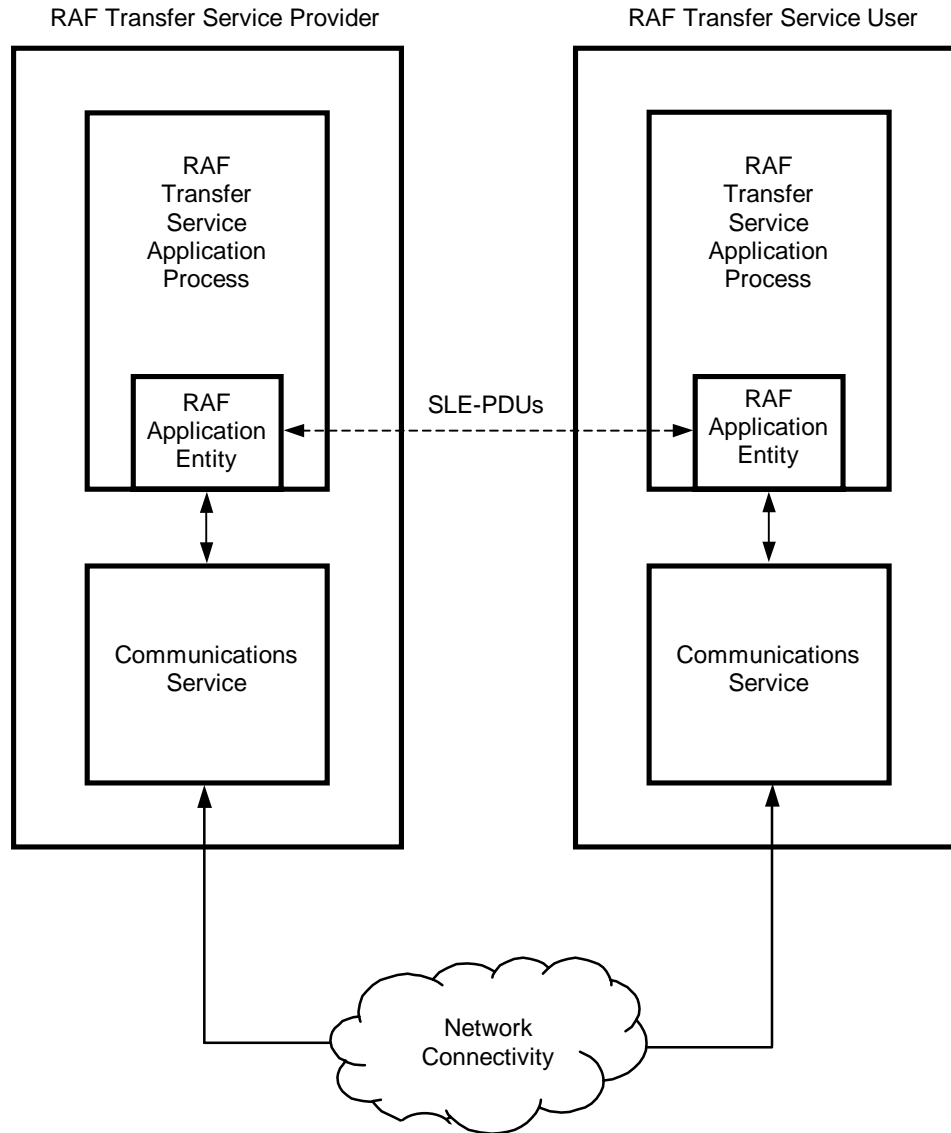 RAF Transfer Service Provider
RAF Transfer Service User
RAF
Transfer
Service
Application
Process
RAF
Transfer
Service
Application
Process
RAF
Application
Entity
SLE-PDUs
RAF
Application
Entity
Communications
Service
Communications
Service
Network
Connectivity